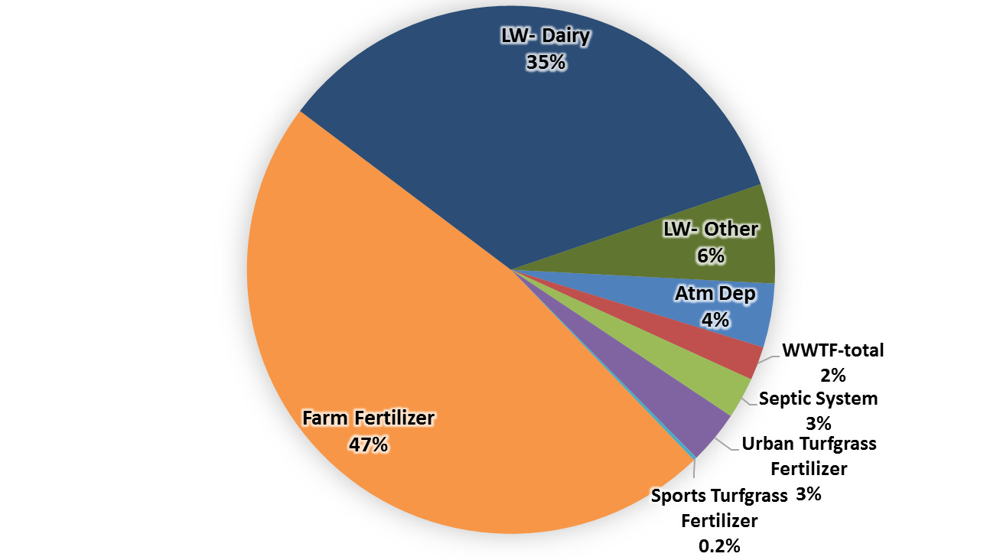 LW- Dairy
35%
LW- Other
6%
Atm Dep
4%
WWTF-total
2%
Septic System
3%
Urban Turfgrass
Fertilizer
3%
Sports Turfgrass
Fertilizer
0.2%
Farm Fertilizer
47%